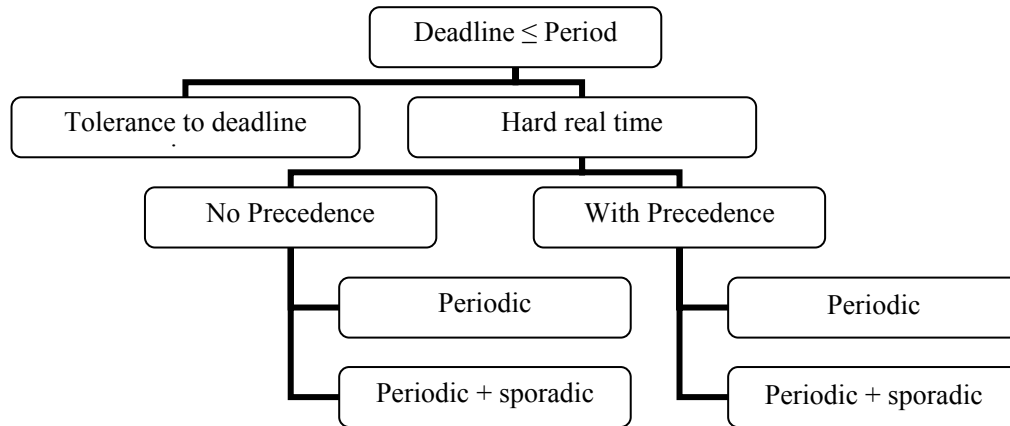 Deadline ≤ Period
Tolerance to deadline
Hard real time
No Precedence
With Precedence
Periodic
Periodic
Periodic + sporadic
Periodic + sporadic